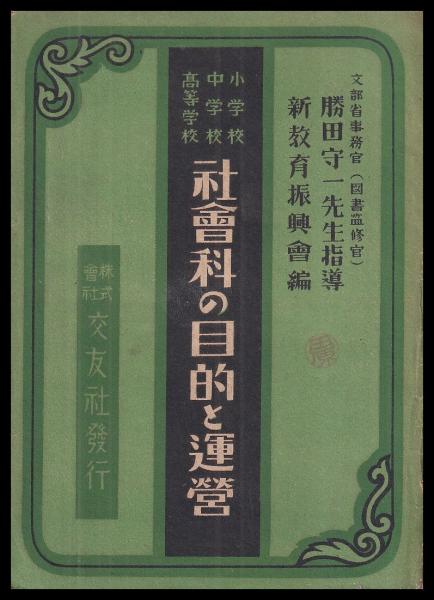 文部省事務官(図書監修官)
勝田守一先生指導
新教育振興會編
小学校
中学校
高等学校
社會科の目的と運營
株式會社
交友社發行